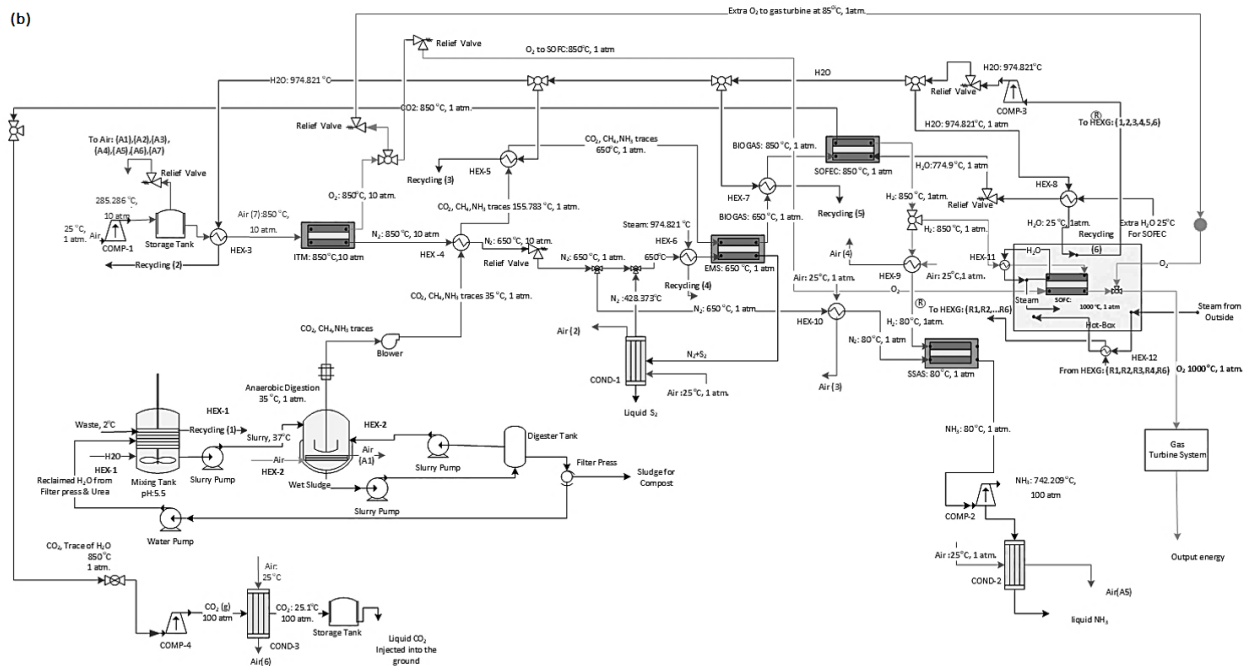 (b)
Extra O₂ to gas turbine at 85°C, 1atm.
Relief Valve
O₂ to SOFC:850°C, 1 atm
H2O: 974.821°C
H2O
H2O: 974.821°C
Relief Valve
COMP-3
CO2: 850°C, 1 atm.
Relief Valve
H2O: 974.821°C, 1 atm
Ⓡ
To HEXG: (1,2,3,4,5,6)
To Air: (A1),(A2),(A3),
(A4),(A5),(A6),(A7)
Relief Valve
CO₂, CH₄,NH₃ traces
650°C, 1 atm.
HEX-5
Recycling (3)
BIOGAS: 850°C, 1 atm
SOFEC: 850°C, 1 atm
H₂O:774.9°C
HEX-7
HEX-8
Relief Valve
O₂: 850°C, 10 atm.
285.286°C,
10 atm
25°C,
1 atm.
Air
COMP-1
Storage Tank
Air (7):850°C,
10 atm.
HEX-3
Recycling (2)
ITM: 850°C,10 atm
CO₂, CH₄,NH₃ traces 155.783°C, 1 atm.
N₂: 850°C, 10 atm
HEX-4
N₂: 650°C, 10 atm.
Relief Valve
Steam: 974.821°C
HEX-6
650°C
BIOGAS: 650°C, 1 atm
Recycling (5)
EMS: 650°C, 1 atm
Recycling (4)
H₂: 850°C, 1 atm
H₂: 850°C, 1 atm
H₂O: 25°C, 1atm.
Extra H₂O 25°C
For SOFEC
Recycling
(6)
HEX-11
H₂O
SOFC:
1000°C, 1 atm
O₂
O₂
Steam
Hot-Box
Steam from
Outside
HEX-12
From HEXG: (R1,R2,R3,R4,R6)
O₂ 1000°C, 1 atm.
N₂: 650°C, 1 atm
N₂: 428.373°C
N₂: 650°C, 1 atm
Air (4)
HEX-9
Air: 25°C, 1 atm
Air: 25°C,1 atm
HEX-10
Ⓡ
To HEXG: (R1,R2,...R6)
H₂: 80°C, 1atm.
N₂: 80°C, 1 atm
SSAS: 80°C, 1 atm
Air (3)
CO₂, CH₄,NH₃ traces 35°C, 1 atm.
CO₂, CH₄,NH₃ traces
Blower
Air (2)
N₂+S₂
COND-1
Air :25°C, 1 atm.
Liquid S₂
Anaerobic Digestion
35°C, 1 atm.
HEX-1
Waste, 2°C
Recycling (1)
Slurry, 37°C
H2O
HEX-1
Reclaimed H₂O from
Filter press & Urea
Mixing Tank
pH:5.5
Slurry Pump
HEX-2
Air
HEX-2
Air
(A1)
Wet Sludge
Slurry Pump
Slurry Pump
Digester Tank
Filter Press
Sludge for
Compost
Water Pump
NH₃: 80°C, 1 atm.
NH₃: 742.209°C,
100 atm
COMP-2
Air :25°C, 1 atm.
COND-2
Air(A5)
liquid NH₃
Gas
Turbine System
Output energy
CO₂, Trace of H₂O
850°C
1 atm.
COMP-4
CO₂ (g)
100 atm
Air:
25°C
COND-3
Air(6)
CO₂: 25.1°C
100 atm.
Storage Tank
Liquid CO₂
Injected into the
ground